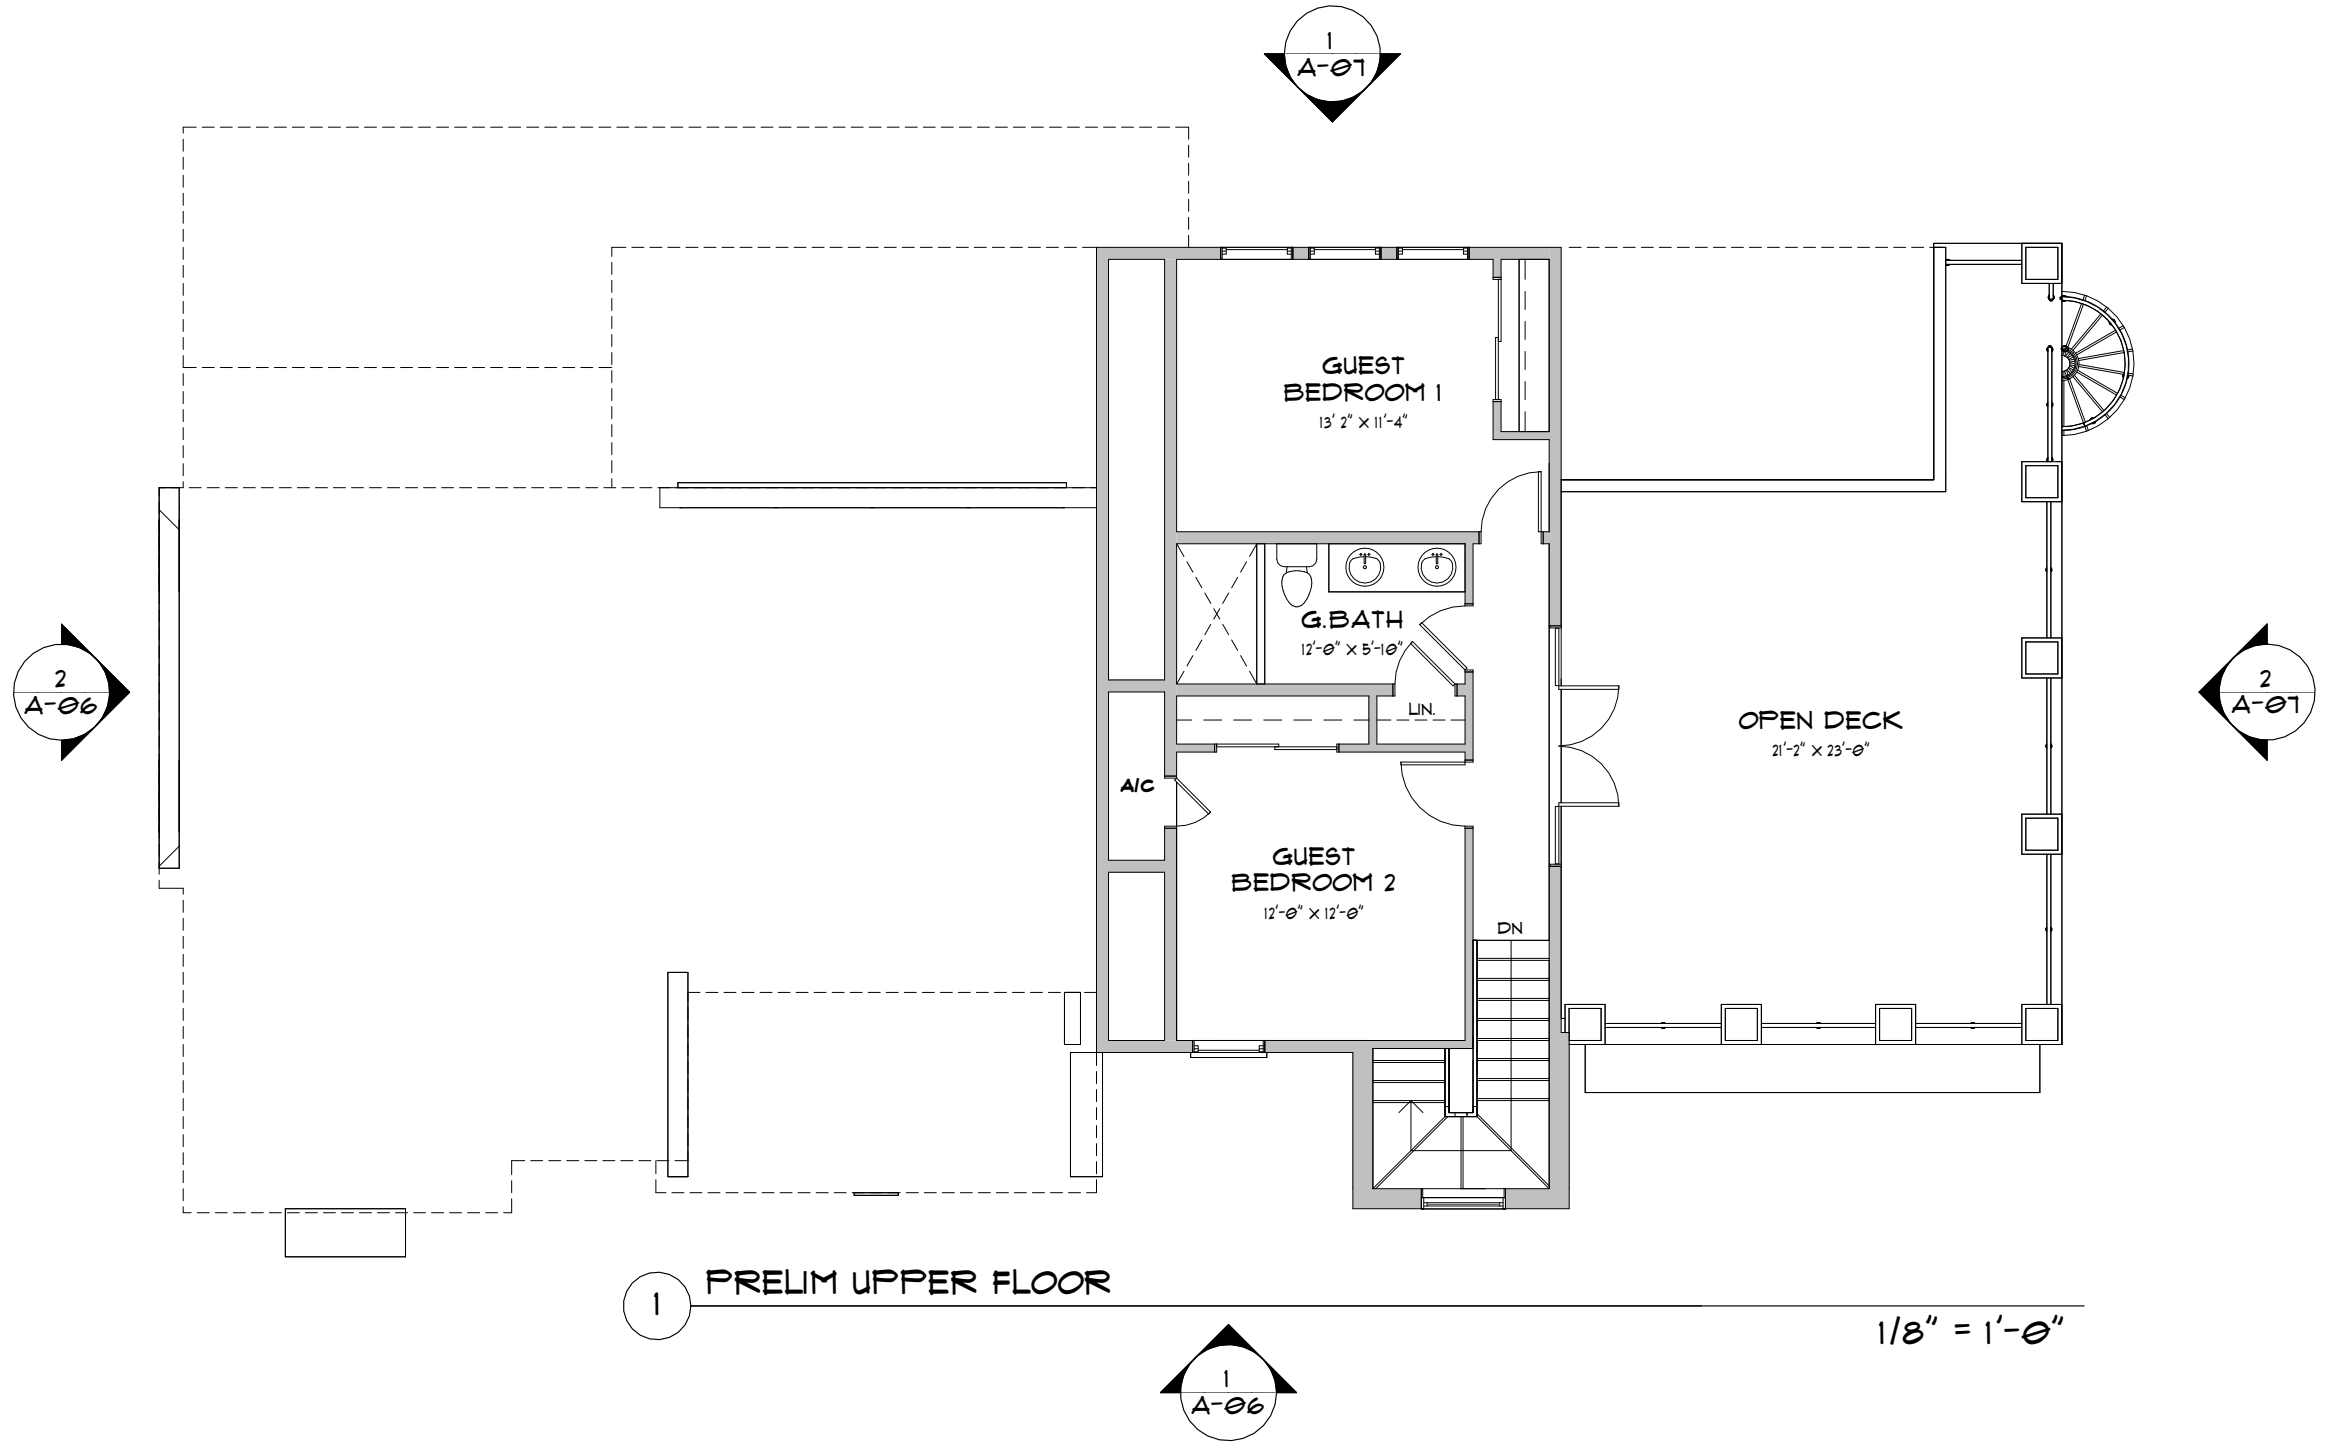 1
A-07
GUEST
BEDROOM 1
13' 2" X 11'-4"
G.BATH
12'-0" X 5'-10"
2
A-06
2
A-07
LIN.
OPEN DECK
21'-2" X 23'-0"
A/C
GUEST
BEDROOM 2
12'-0" X 12'-0"
DN
1
PRELIM UPPER FLOOR
1/8" = 1'-0"
1
A-06